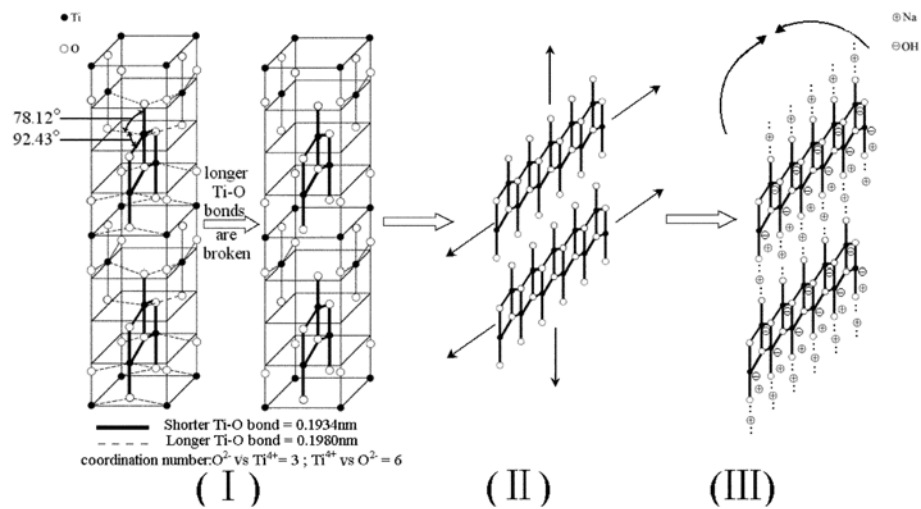 Ti
O
Na
OH
78.12°
92.43°
longer
Ti-O
bonds
are
broken
Shorter Ti-O bond = 0.1934nm
Longer Ti-O bond = 0.1980nm
coordination number:O²⁻ vs Ti⁴⁺= 3 ; Ti⁴⁺ vs O²⁻ = 6
(I)
(II)
(III)